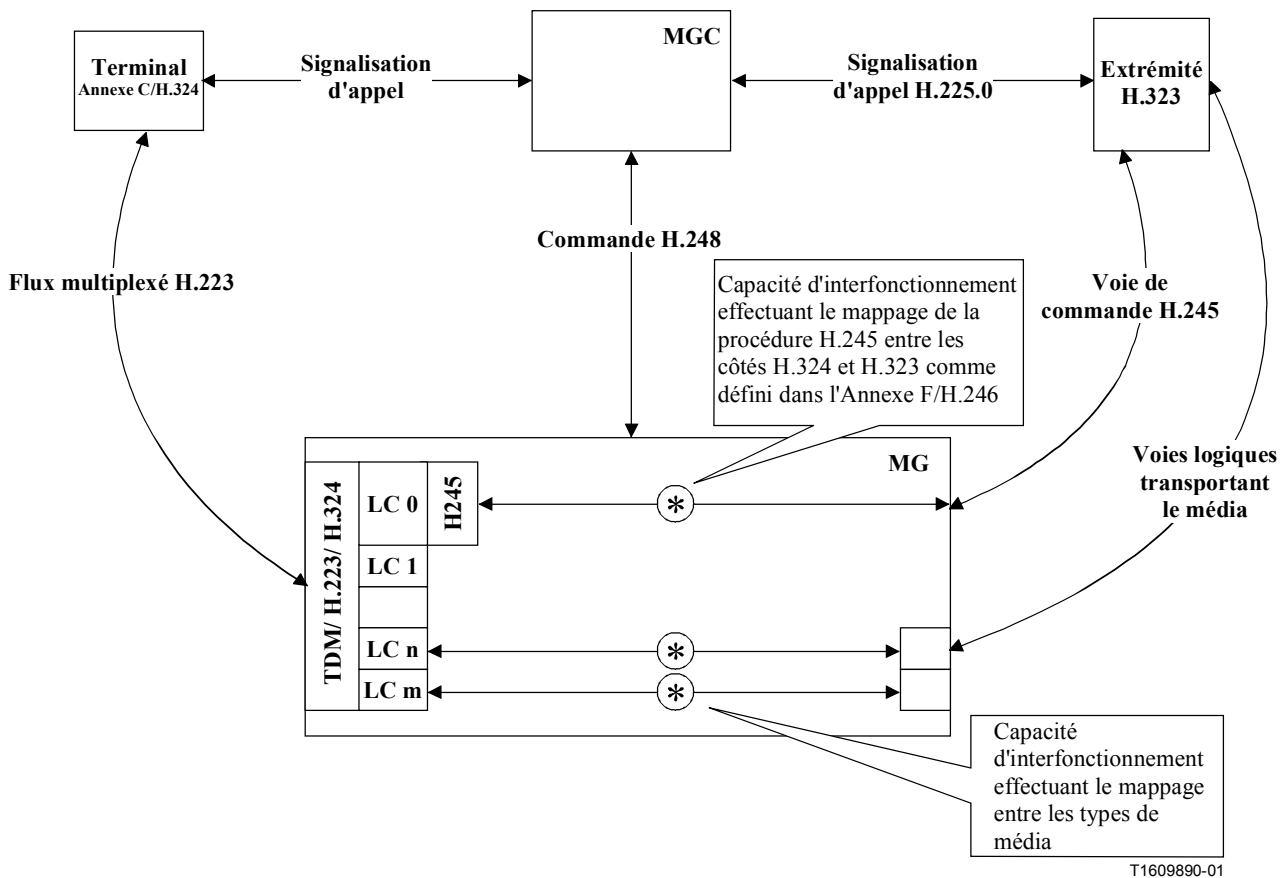 MGC
Terminal
Annexe C/H.324
Signalisation
d'appel
Signalisation
d'appel H.225.0
Extrémité
H.323
Commande H.248
Flux multiplexé H.223
Capacité d'interfonctionnement
effectuant le mappage de la
procédure H.245 entre les
côtés H.324 et H.323 comme
défini dans l'Annexe F/H.246
Voie de
commande H.245
Voies logiques
transportant
le média
MG
TDM/ H.223/ H.324
LC 0
H245
*
LC 1
LC n
*
LC m
*
Capacité
d'interfonctionnement
effectuant le mappage
entre les types de
média
T1609890-01